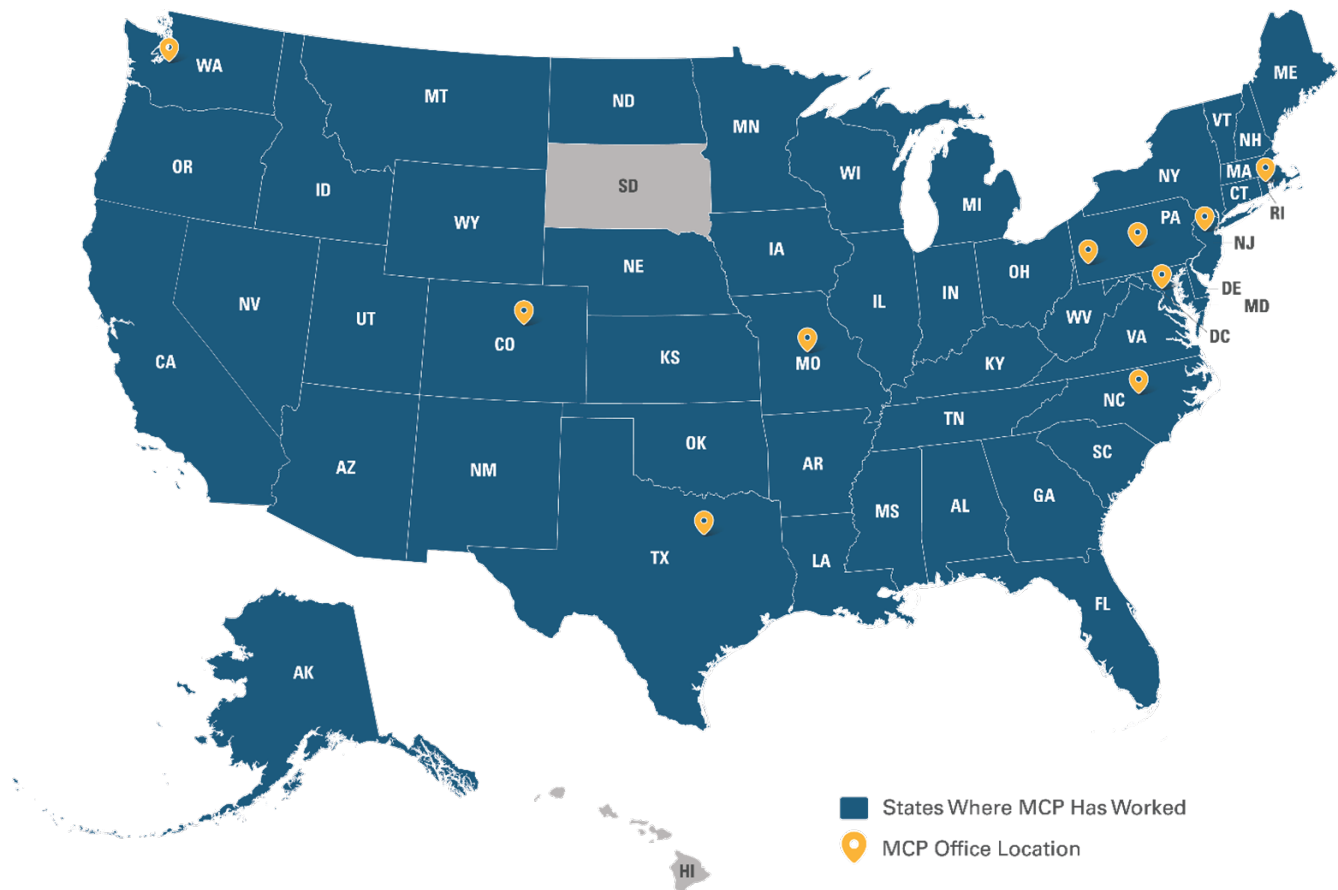 WA
MT
ND
MN
ME
VT
NH
OR
ID
SD
WI
NY
MA
CT
RI
WY
MI
PA
NJ
IA
NE
OH
NV
UT
IL
IN
DE
MD
WV
DC
CO
VA
CA
KS
MO
KY
NC
TN
OK
AZ
NM
AR
SC
MS
AL
GA
TX
LA
FL
AK
States Where MCP Has Worked
MCP Office Location
HI